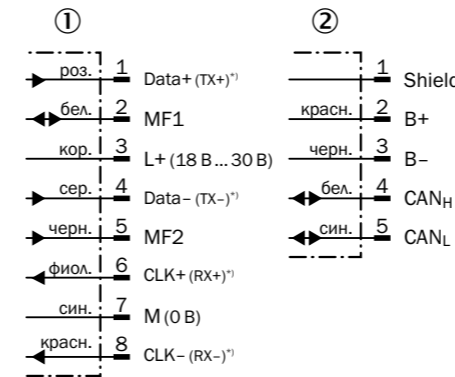 ①
роз. 1 Data+ (TX+)*)
бел. 2 MF1
кор. 3 L+ (18 В ... 30 В)
сер. 4 Data– (TX–)*)
черн. 5 MF2
фиол. 6 CLK+ (RX+)*)
син. 7 M (0 В)
красн. 8 CLK– (RX–)*)
②
1 Shield
красн. 2 B+
черн. 3 B–
бел. 4 CANH
син. 5 CANL